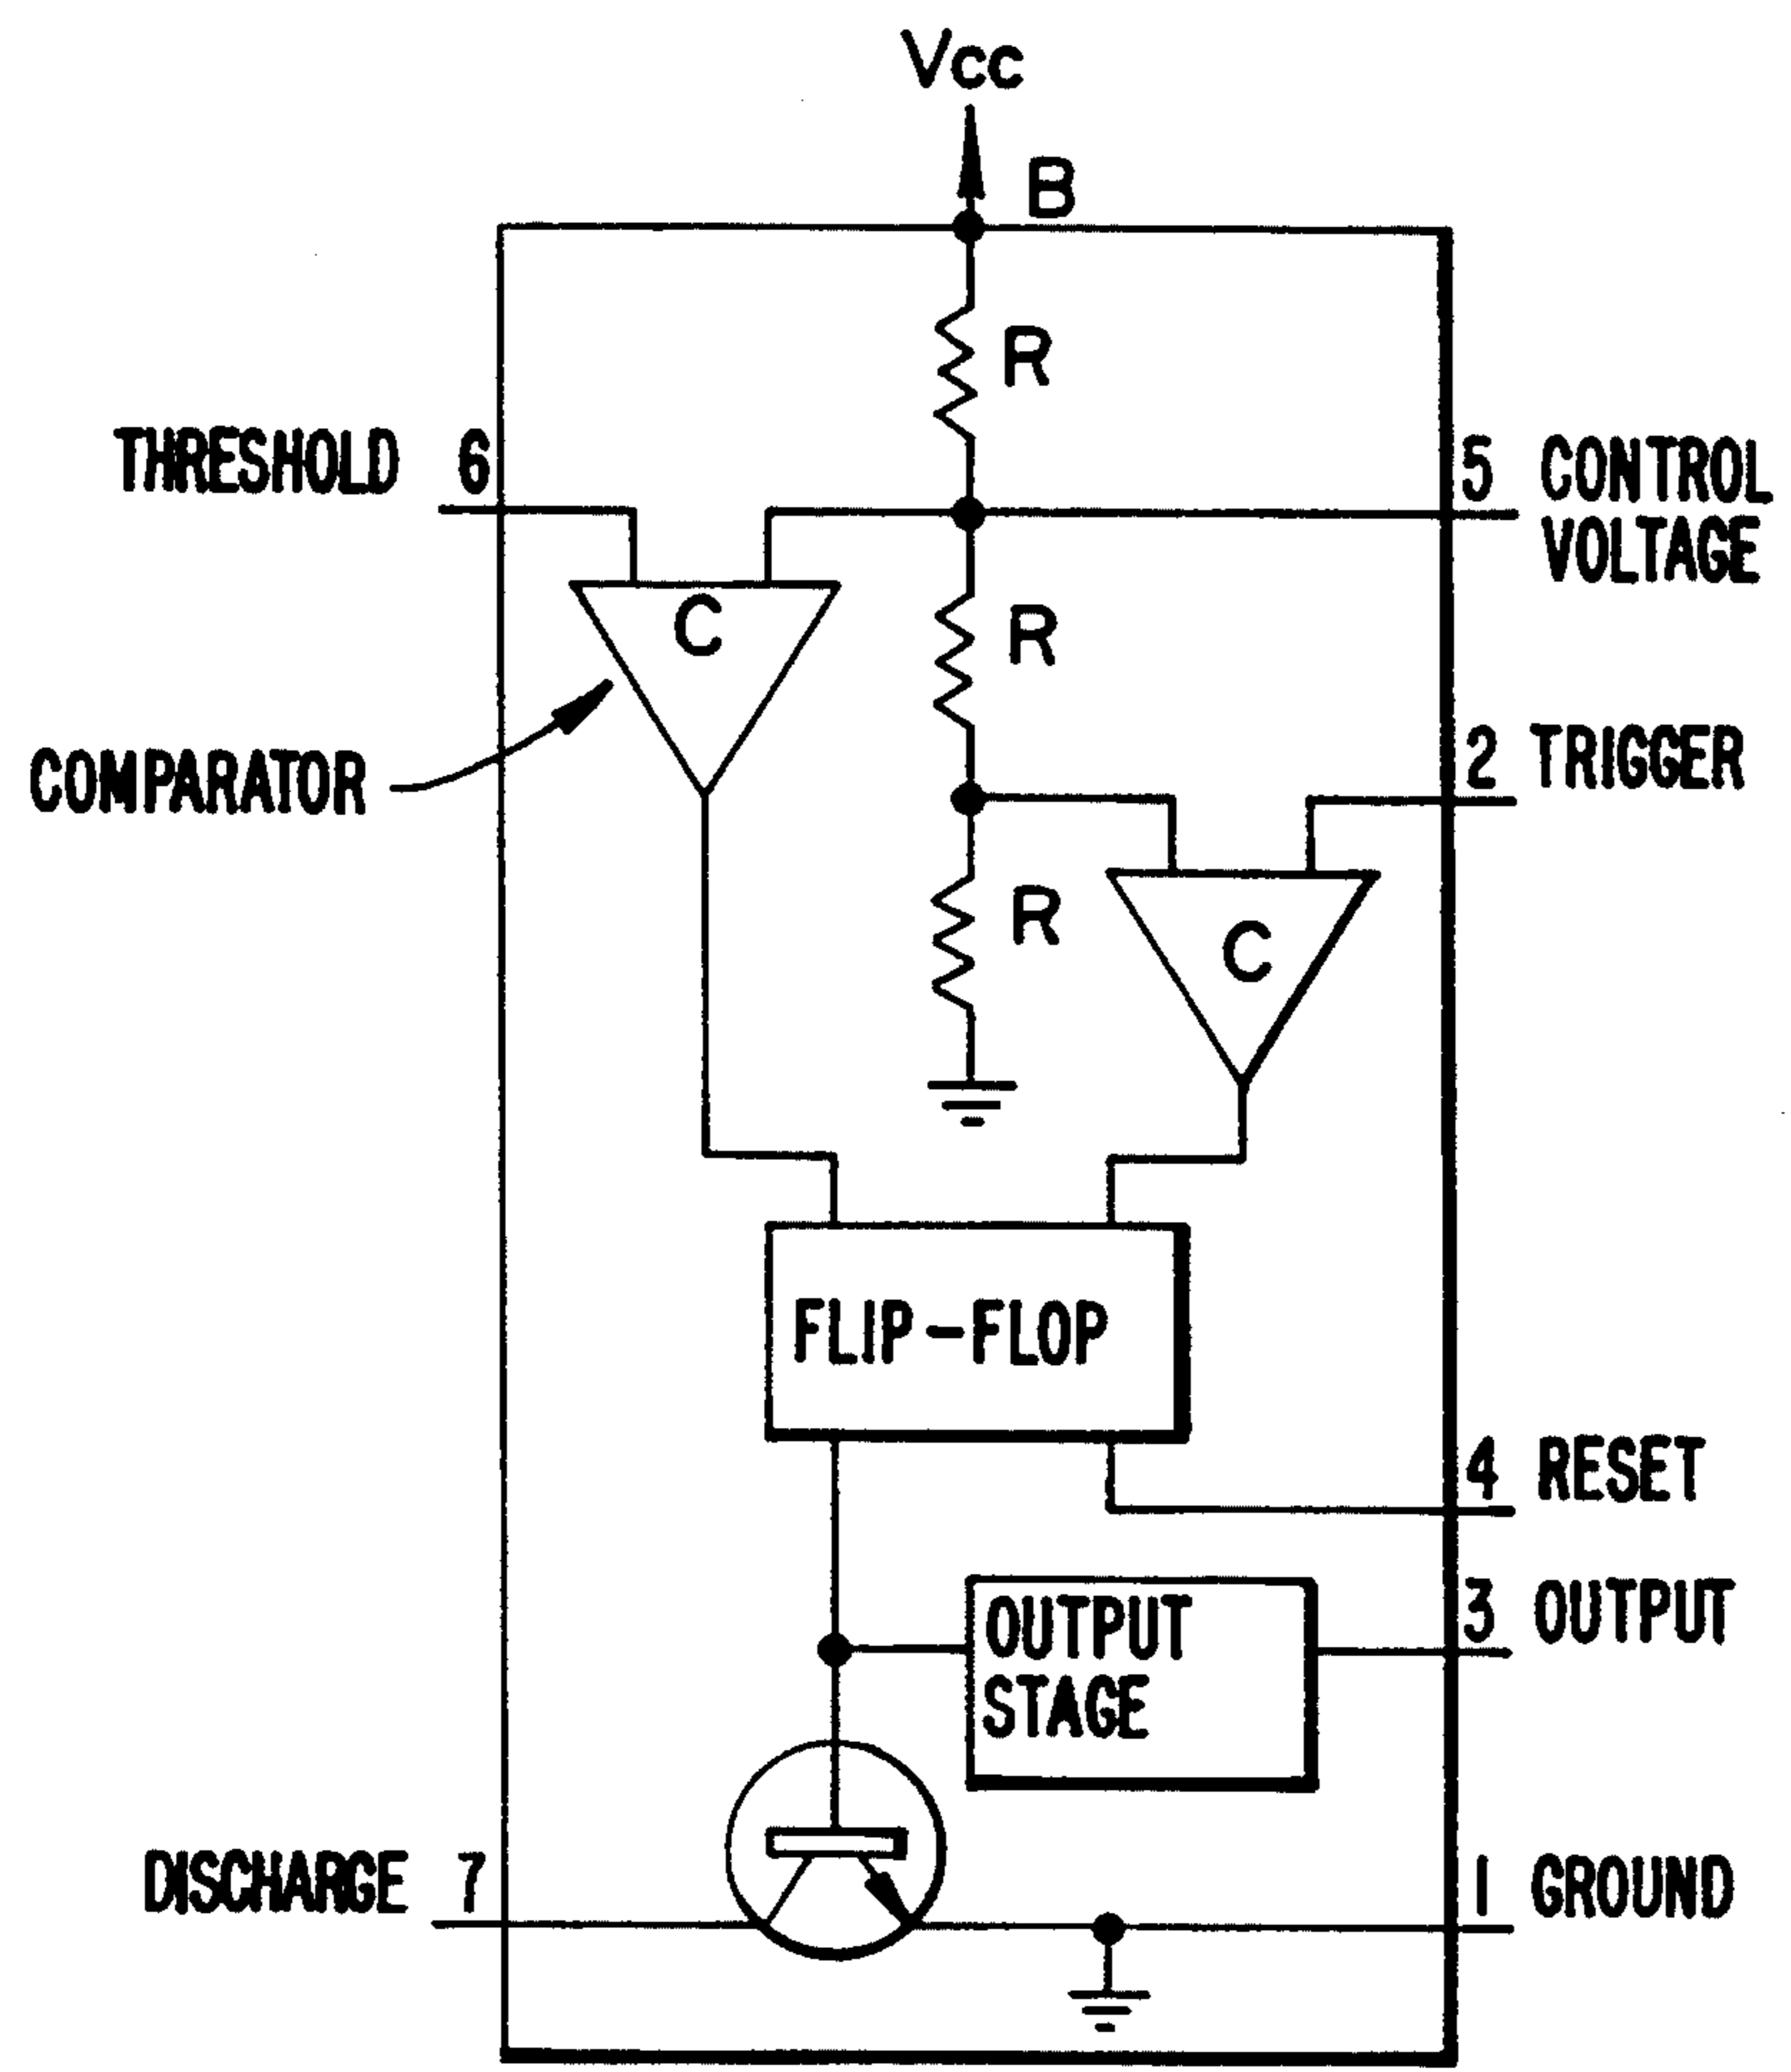 Vcc
B
R
THRESHOLD 6
5 CONTROL
VOLTAGE
C
R
COMPARATOR
2 TRIGGER
R
C
FLIP-FLOP
4 RESET
OUTPUT
STAGE
3 OUTPUT
DISCHARGE 7
1 GROUND